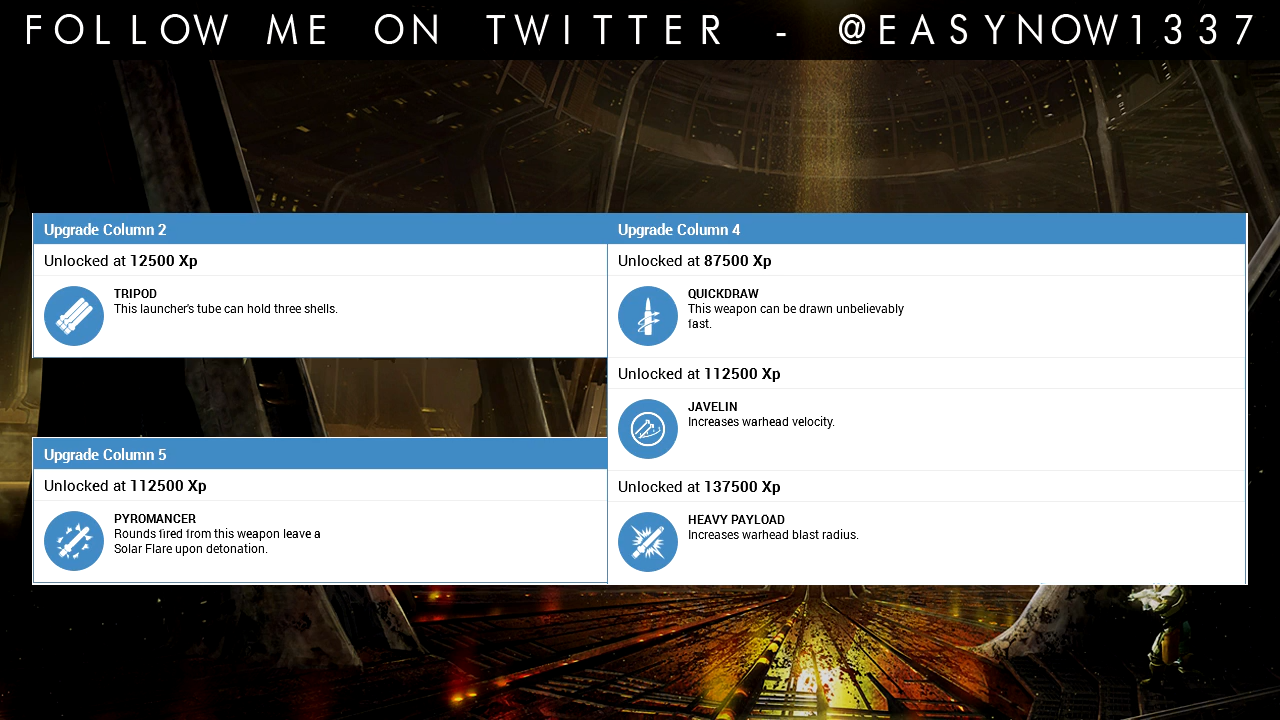 FOLLOW ME ON TWITTER - @EASYNOW1337
Upgrade Column 2
Unlocked at 12500 Xp
TRIPOD
This launcher's tube can hold three shells.
Upgrade Column 5
Unlocked at 112500 Xp
PYROMANCER
Rounds fired from this weapon leave a
Solar Flare upon detonation.
Upgrade Column 4
Unlocked at 87500 Xp
QUICKDRAW
This weapon can be drawn unbelievably
fast.
Unlocked at 112500 Xp
JAVELIN
Increases warhead velocity.
Unlocked at 137500 Xp
HEAVY PAYLOAD
Increases warhead blast radius.